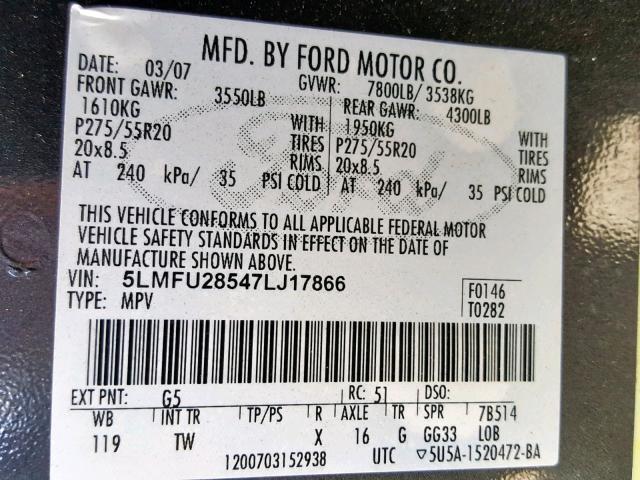 MFD. BY FORD MOTOR CO.
DATE: 03/07 GVWR: 7800LB/ 3538KG
FRONT GAWR: 3550LB REAR GAWR: 4300LB
1610KG 1950KG
P275/55R20 WITH TIRES P275/55R20 WITH TIRES
20x8.5 RIMS 20x8.5 RIMS
AT 240 kPa/ 35 PSI COLD AT 240 kPa/ 35 PSI COLD
Ford
THIS VEHICLE CONFORMS TO ALL APPLICABLE FEDERAL MOTOR
VEHICLE SAFETY STANDARDS IN EFFECT ON THE DATE OF
MANUFACTURE SHOWN ABOVE.
VIN: 5LMFU28547LJ17866 F0146
TYPE: MPV T0282
EXT PNT: G5 RC: 51 DSO:
WB INT TR TP/PS R AXLE TR SPR 7B514
119 TW X 16 G GG33 LOB
1200703152938 UTC ▽5U5A-1520472-BA